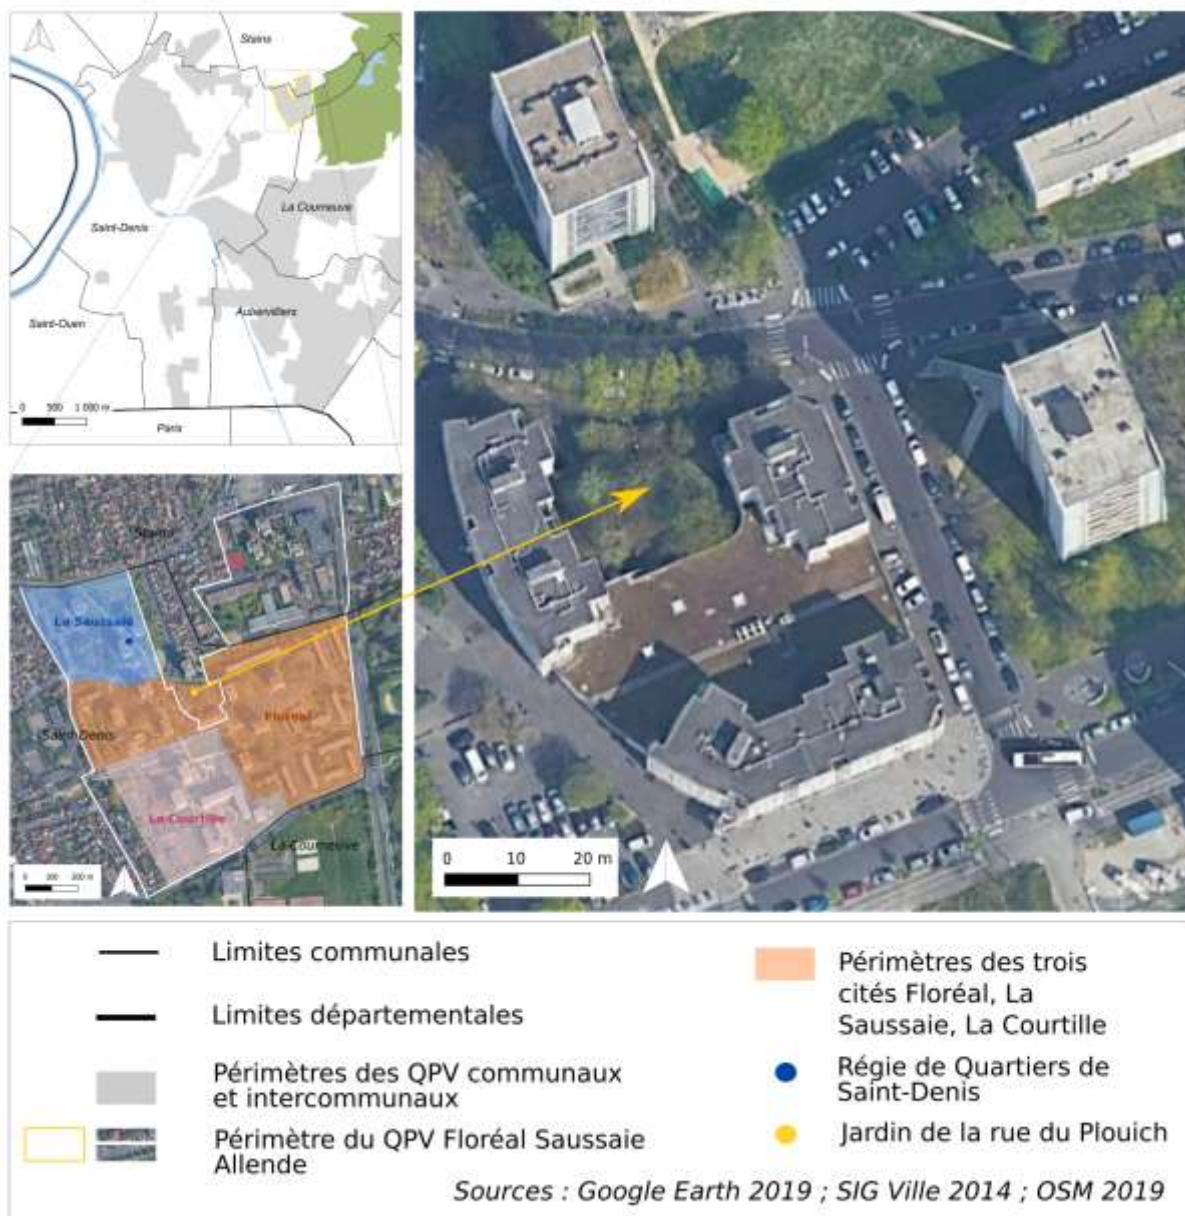 Stains
La Courneuve
Saint-Denis
Saint-Ouen
Aubervilliers
0 500 1 000 m
Paris
Stains
La Saussaie
Floréal
Saint-Denis
La Courtille
La Courneuve
0 100 200 m
0 10 20 m
Limites communales
Limites départementales
Périmètres des QPV communaux
et intercommunaux
Périmètre du QPV Floréal Saussaie
Allende
Périmètres des trois
cités Floréal, La
Saussaie, La Courtille
Régie de Quartiers de
Saint-Denis
Jardin de la rue du Plouich
Sources : Google Earth 2019 ; SIG Ville 2014 ; OSM 2019